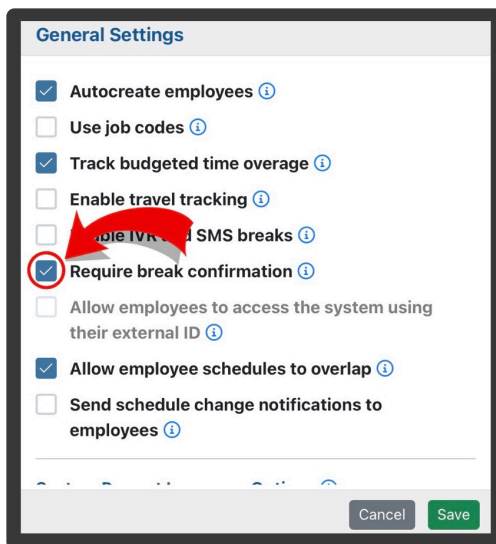 General Settings
Autocreate employees
Use job codes
Track budgeted time overage
Enable travel tracking
SMS breaks
Require break confirmation
Allow employees to access the system using
their external ID
Allow employee schedules to overlap
Send schedule change notifications to
employees
Cancel Save